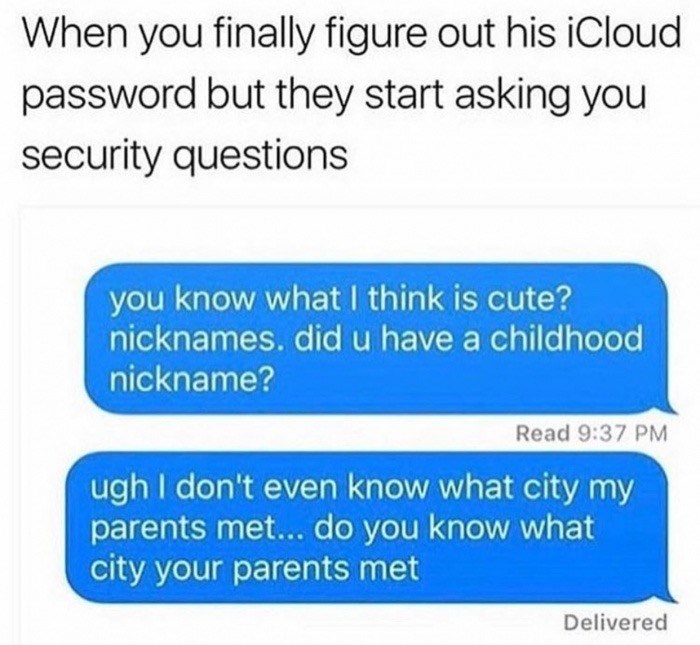 When you finally figure out his iCloud
password but they start asking you
security questions
you know what I think is cute?
nicknames. did u have a childhood
nickname?
Read 9:37 PM
ugh I don't even know what city my
parents met... do you know what
city your parents met
Delivered